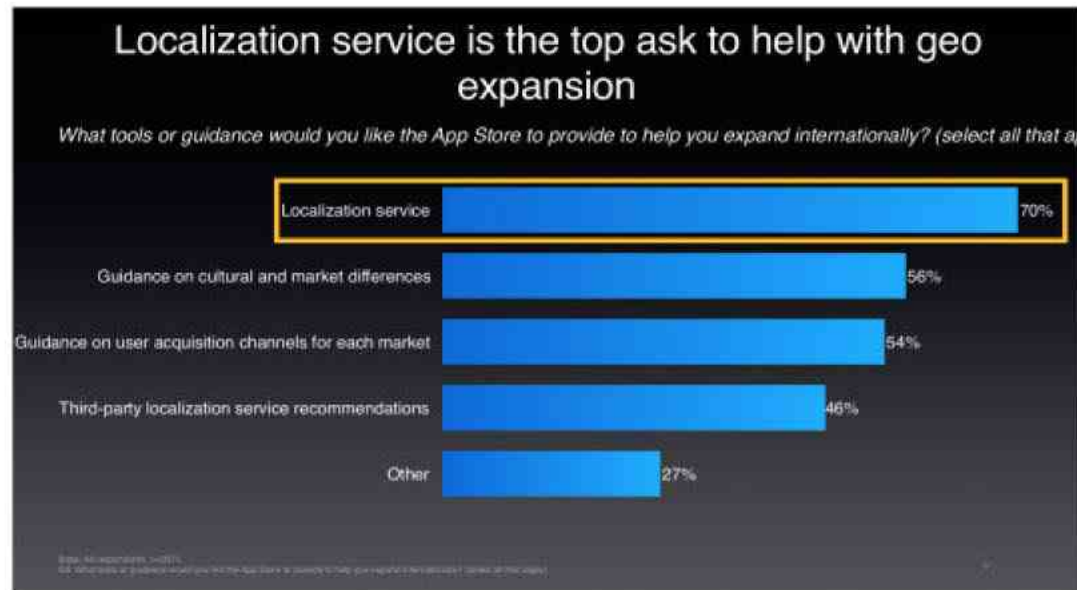 Localization service is the top ask to help with geo
expansion
What tools or guidance would you like the App Store to provide to help you expand internationally? (select all that a
Localization service 70%
Guidance on cultural and market differences 56%
Guidance on user acquisition channels for each market 54%
Third-party localization service recommendations 46%
Other 27%